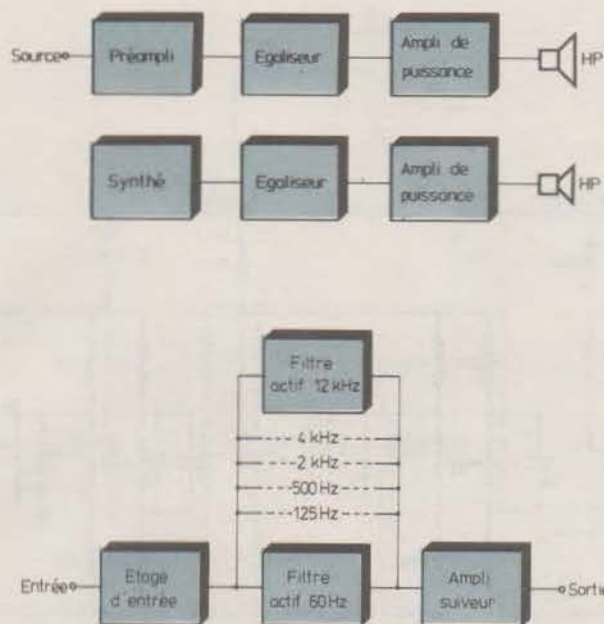 Source Préampli Egaliseur Ampli de puissance HP
Synthé Egaliseur Ampli de puissance HP
Filtre
actif 12 kHz
4 kHz
2 kHz
500 Hz
125 Hz
Entrée Etage d'entrée Filtre actif 60 Hz Ampli suiveur Sortie